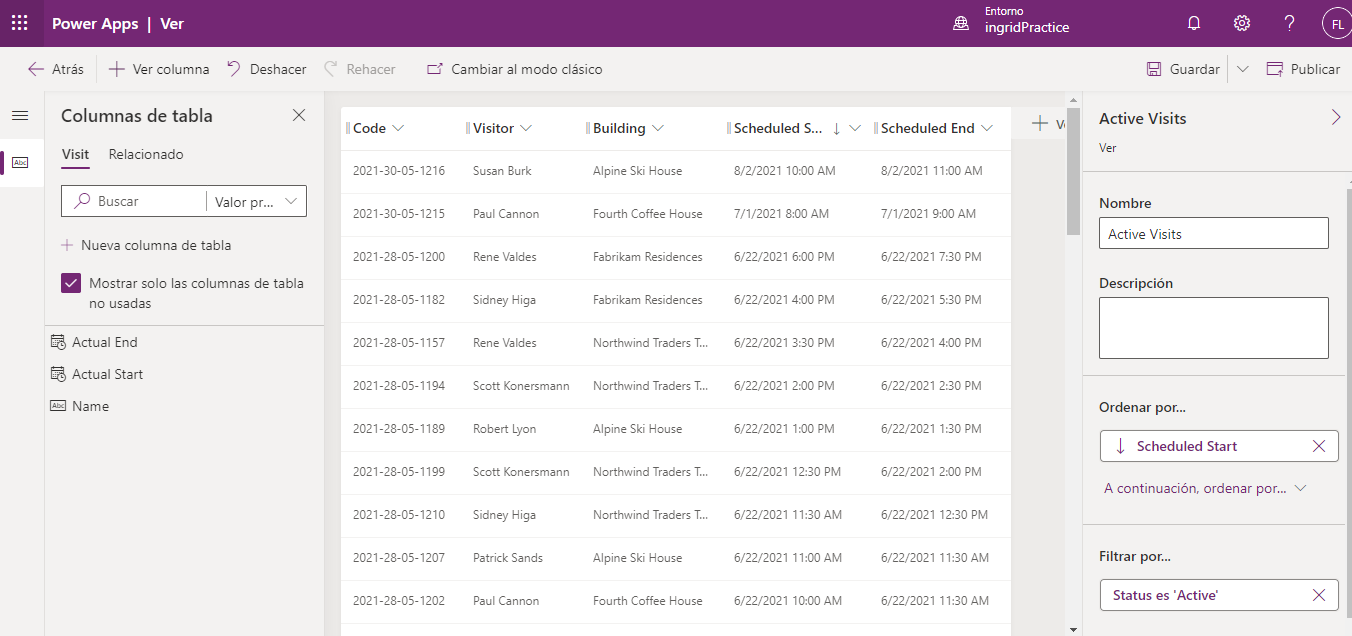 Power Apps | Ver
Entorno
ingridPractice
FL
Atrás
Ver columna
Deshacer
Rehacer
Cambiar al modo clásico
Guardar
Publicar
Columnas de tabla
Visit Relacionado
Buscar
Valor pr...
Nueva columna de tabla
Mostrar solo las columnas de tabla
no usadas
Actual End
Actual Start
Abc Name
Abc
Code Visitor Building Scheduled S... Scheduled End
2021-30-05-1216 Susan Burk Alpine Ski House 8/2/2021 10:00 AM 8/2/2021 11:00 AM
2021-30-05-1215 Paul Cannon Fourth Coffee House 7/1/2021 8:00 AM 7/1/2021 9:00 AM
2021-28-05-1200 Rene Valdes Fabrikam Residences 6/22/2021 6:00 PM 6/22/2021 7:30 PM
2021-28-05-1182 Sidney Higa Fabrikam Residences 6/22/2021 4:00 PM 6/22/2021 5:30 PM
2021-28-05-1157 Rene Valdes Northwind Traders T... 6/22/2021 3:30 PM 6/22/2021 4:00 PM
2021-28-05-1194 Scott Konersmann Northwind Traders T... 6/22/2021 2:00 PM 6/22/2021 2:30 PM
2021-28-05-1189 Robert Lyon Alpine Ski House 6/22/2021 1:00 PM 6/22/2021 1:30 PM
2021-28-05-1199 Scott Konersmann Northwind Traders T... 6/22/2021 12:30 PM 6/22/2021 2:00 PM
2021-28-05-1210 Sidney Higa Northwind Traders T... 6/22/2021 11:30 AM 6/22/2021 12:30 PM
2021-28-05-1207 Patrick Sands Alpine Ski House 6/22/2021 11:00 AM 6/22/2021 11:30 AM
2021-28-05-1202 Paul Cannon Fourth Coffee House 6/22/2021 10:00 AM 6/22/2021 11:30 AM
Active Visits
Ver
Nombre
Active Visits
Descripción
Ordenar por...
Scheduled Start
A continuación, ordenar por...
Filtrar por...
Status es 'Active'